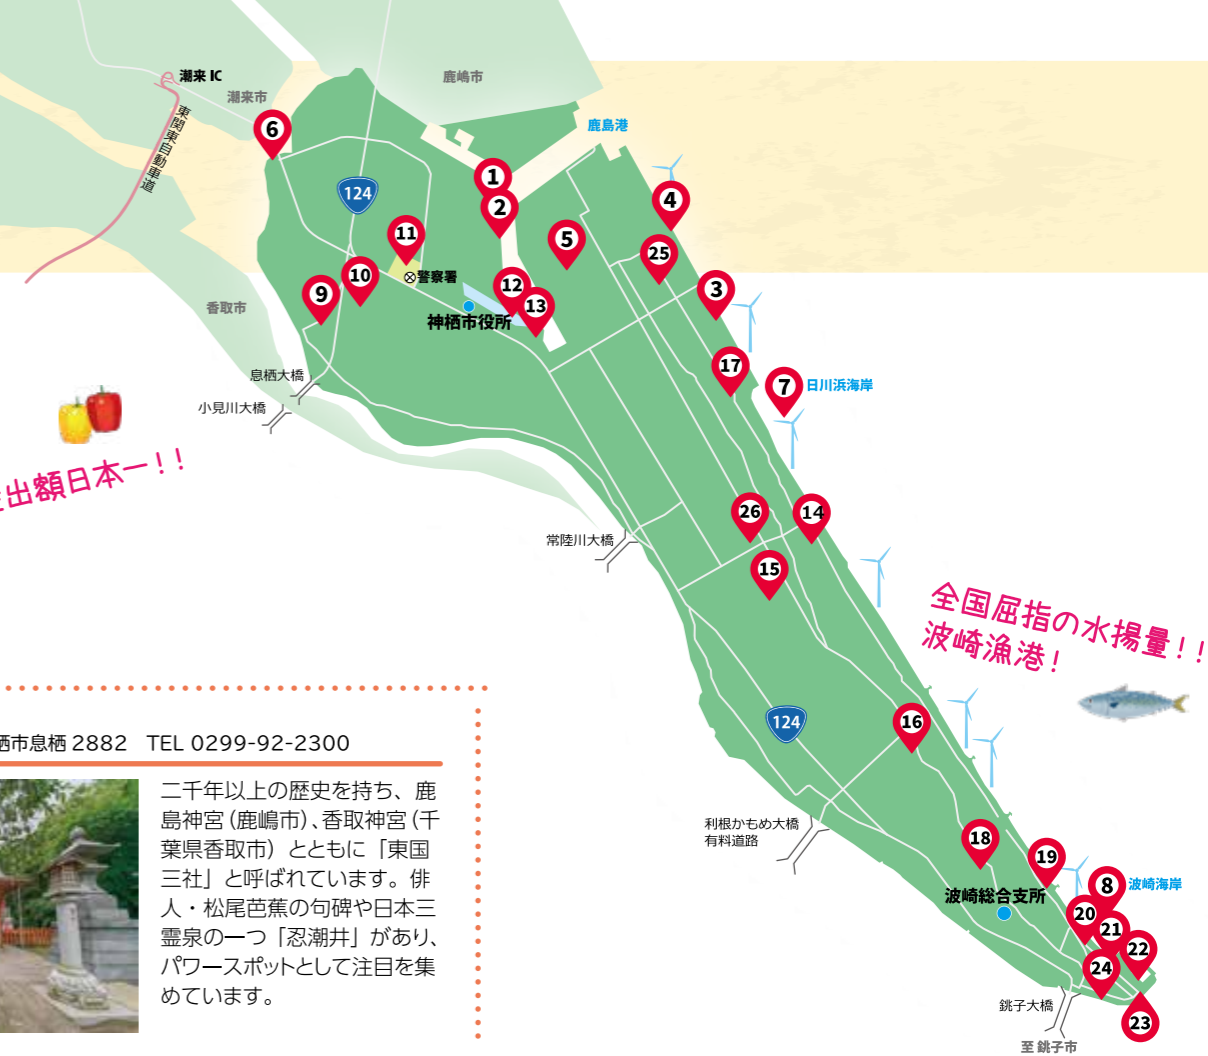 潮来 IC
潮来市
鹿嶋市
東関東自動車道
鹿島港
6
1
2
124
4
11
5
25
10
警察署
9
12
13
3
神栖市役所
香取市
17
7
日川浜海岸
息栖大橋
小見川大橋
出額日本一!!
26
14
常陸川大橋
15
全国屈指の水揚量!!
波崎漁港!
124
16
栖市息栖 2882 TEL 0299-92-2300
二千年以上の歴史を持ち、鹿
島神宮(鹿嶋市)、香取神宮(千
葉県香取市)とともに「東国
三社」と呼ばれています。俳
人・松尾芭蕉の句碑や日本三
霊泉の一つ「忍潮井」があり、
パワースポットとして注目を集
めています。
利根かもめ大橋
有料道路
18
19
8
波崎海岸
波崎総合支所
20
21
22
24
銚子大橋
23
至 銚子市